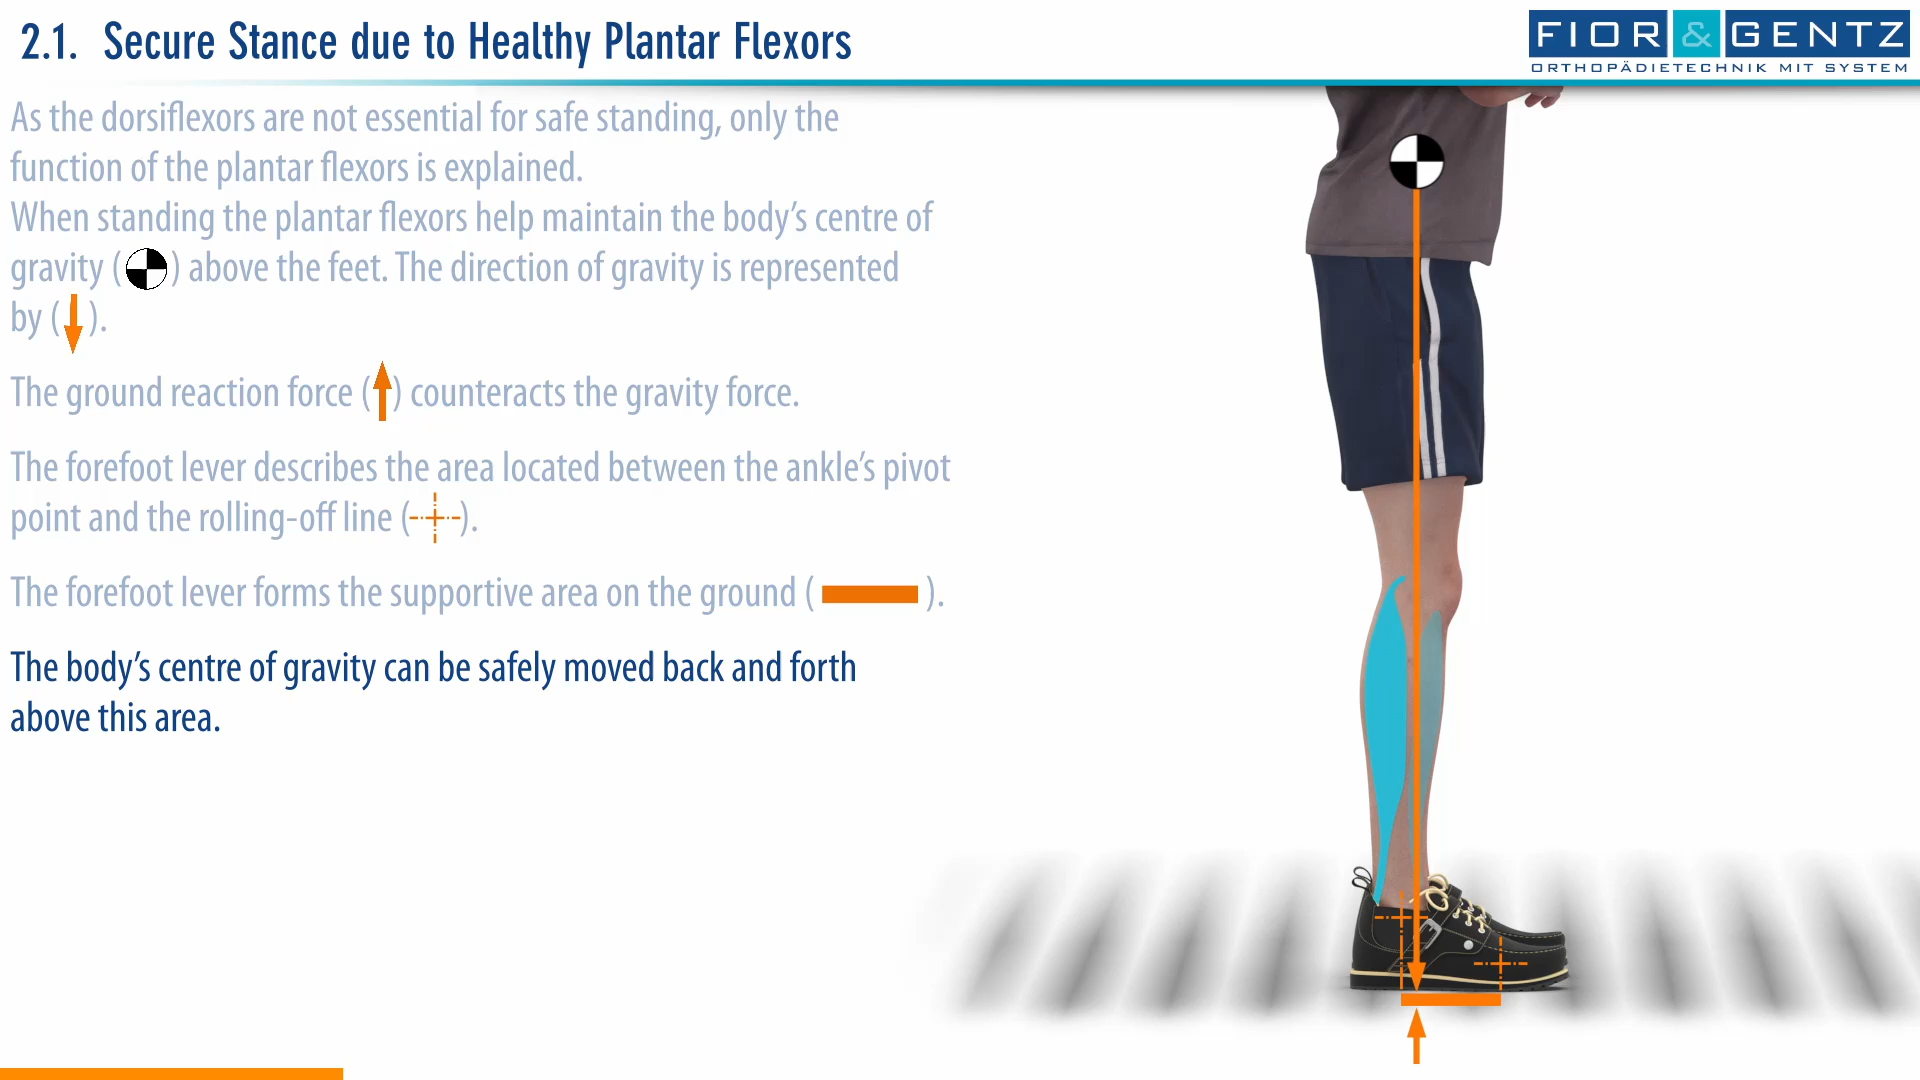 2.1. Secure Stance due to Healthy Plantar Flexors
FIOR & GENTZ
ORTHOPÄDIETECHNIK MIT SYSTEM
As the dorsiflexors are not essential for safe standing, only the
function of the plantar flexors is explained.
When standing the plantar flexors help maintain the body’s centre of
gravity ( ) above the feet. The direction of gravity is represented
by ( ).
The ground reaction force ( ) counteracts the gravity force.
The forefoot lever describes the area located between the ankle’s pivot
point and the rolling-off line ( ).
The forefoot lever forms the supportive area on the ground ( ).
The body’s centre of gravity can be safely moved back and forth
above this area.